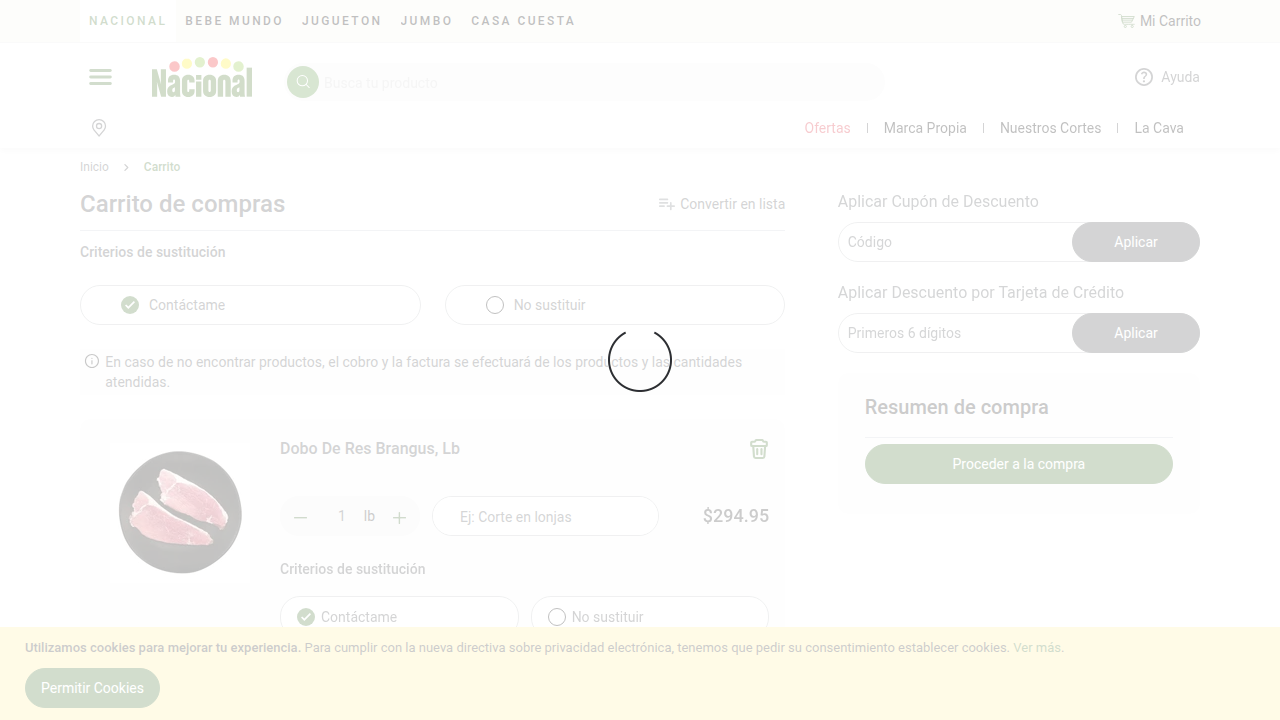 NACIONAL BEBE MUNDO JUGUETON JUMBO CASA CUESTA Mi Carrito
Nacional
Busca tu producto
Ayuda
Ofertas Marca Propia Nuestros Cortes La Cava
Inicio Carrito
Carrito de compras
Convertir en lista
Criterios de sustitución
Contáctame No sustituir
En caso de no encontrar productos, el cobro y la factura se efectuará de los productos y las cantidades
atendidas.
Dobo De Res Brangus, Lb
1 lb
Ej: Corte en lonjas
$294.95
Criterios de sustitución
Contáctame No sustituir
Aplicar Cupón de Descuento
Código Aplicar
Aplicar Descuento por Tarjeta de Crédito
Primeros 6 dígitos Aplicar
Resumen de compra
Proceder a la compra
Utilizamos cookies para mejorar tu experiencia. Para cumplir con la nueva directiva sobre privacidad electrónica, tenemos que pedir su consentimiento establecer cookies. Ver más.
Permitir Cookies